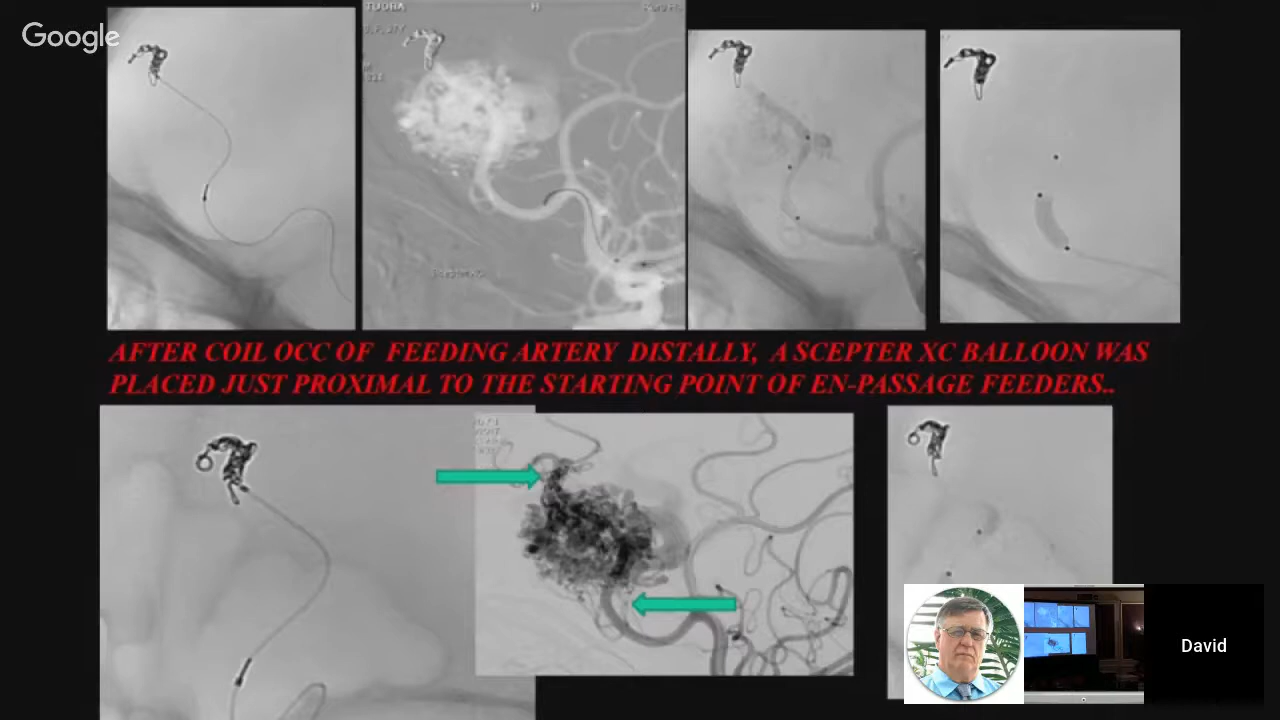 Google
H
AFTER COIL OCC OF FEEDING ARTERY DISTALLY, A SCEPTER XC BALLOON WAS
PLACED JUST PROXIMAL TO THE STARTING POINT OF EN-PASSAGE FEEDERS..
David